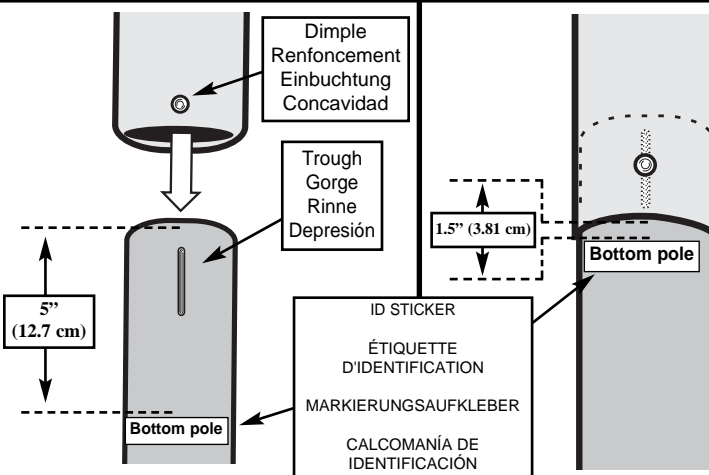 Dimple
Renfoncement
Einbuchtung
Concavidad
Trough
Gorge
Rinne
Depresión
5”
(12.7 cm)
Bottom pole
1.5” (3.81 cm)
Bottom pole
ID STICKER
ÉTIQUETTE
D'IDENTIFICATION
MARKIERUNGSAUFKLEBER
CALCOMANÍA DE
IDENTIFICACIÓN